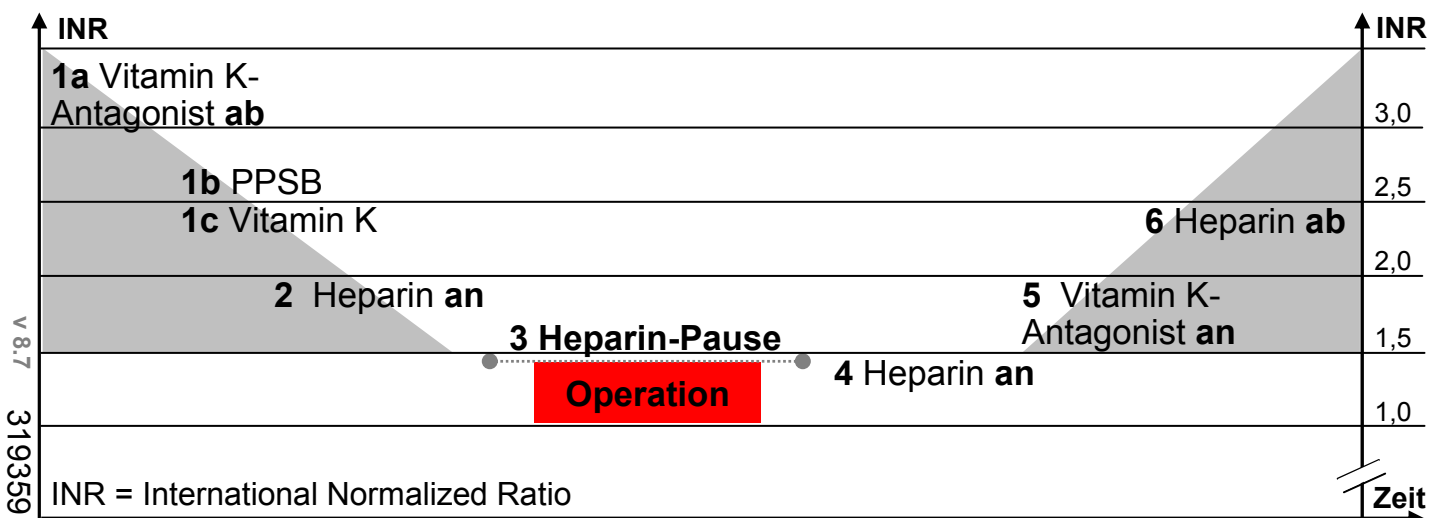 INR
INR
1a Vitamin K-
Antagonist ab
3,0
1b PPSB
2,5
1c Vitamin K
6 Heparin ab
2,0
2 Heparin an
5 Vitamin K-
Antagonist an
3 Heparin-Pause
1,5
4 Heparin an
Operation
1,0
INR = International Normalized Ratio
Zeit
v 8.7
319359